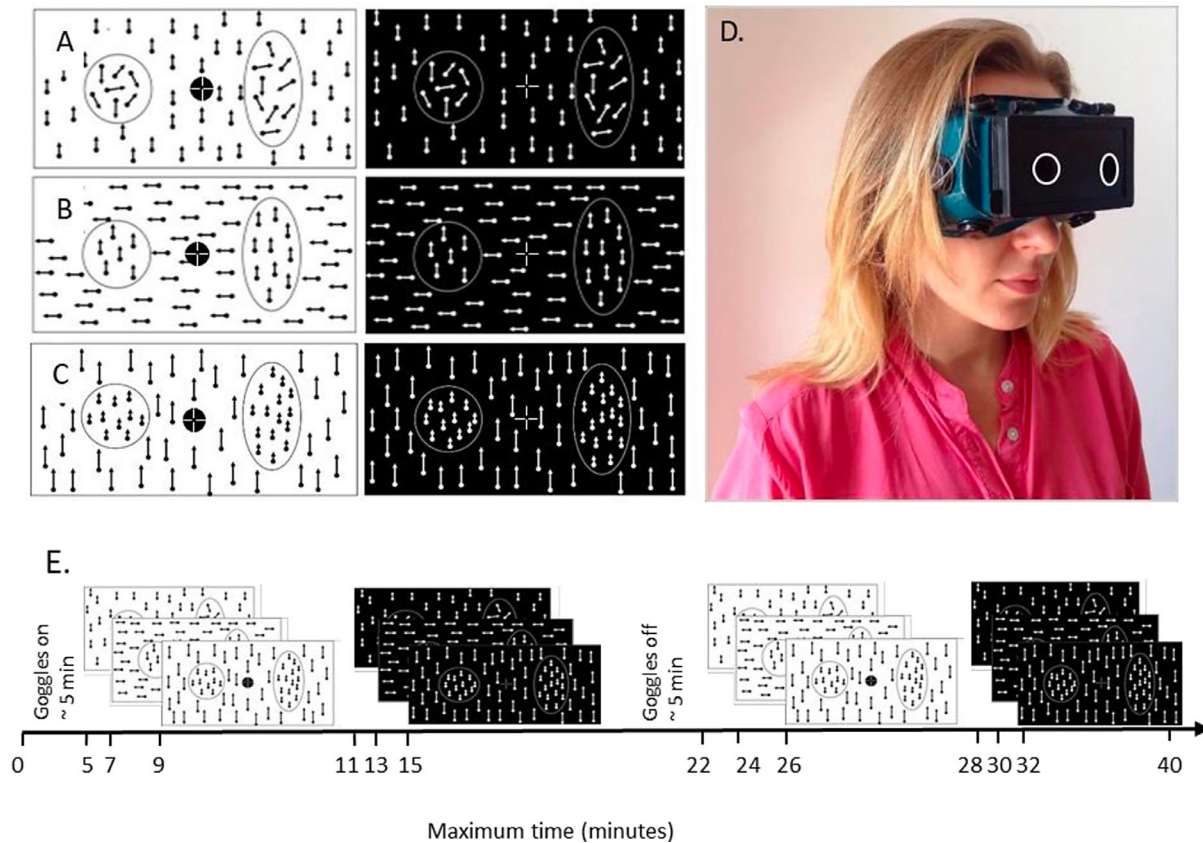 A
D.
B
C
E.
Goggles on
~ 5 min
Goggles off
~ 5 min
0 5 7 9 11 13 15 22 24 26 28 30 32 40
Maximum time (minutes)